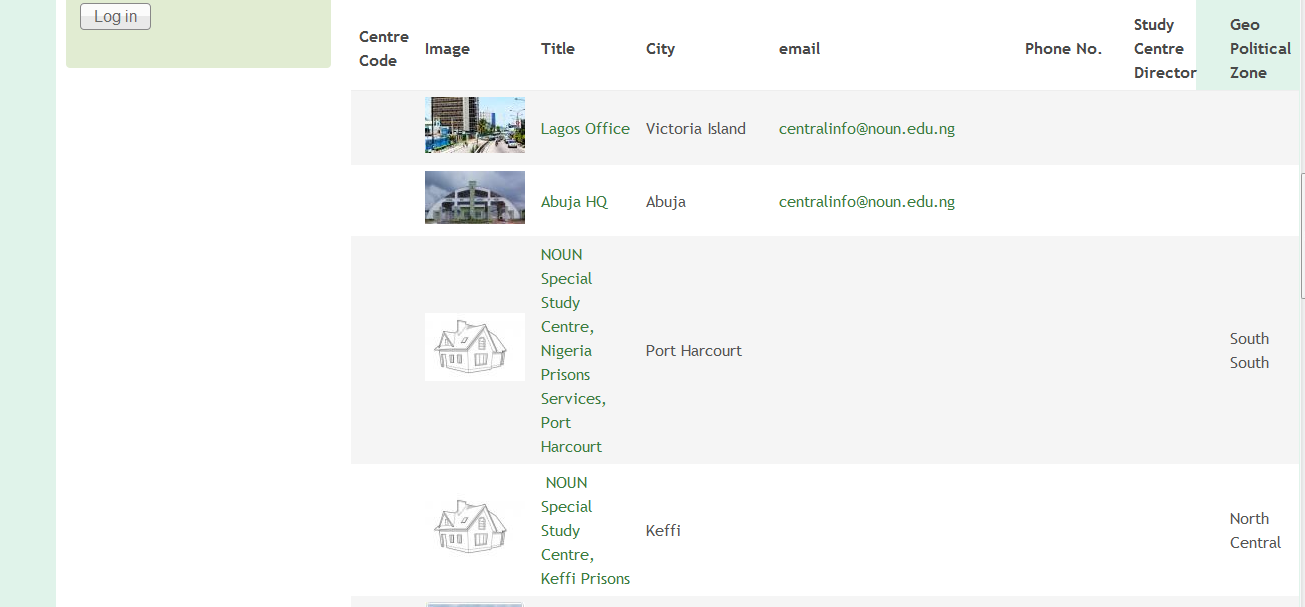 Log in
Centre
Code
Image
Title
City
email
Phone No.
Study
Centre
Director
Geo
Political
Zone
Lagos Office
Victoria Island
centralinfo@noun.edu.ng
Abuja HQ
Abuja
centralinfo@noun.edu.ng
NOUN
Special
Study
Centre,
Nigeria
Prisons
Services,
Port
Harcourt
Port Harcourt
South
South
NOUN
Special
Study
Centre,
Keffi Prisons
Keffi
North
Central